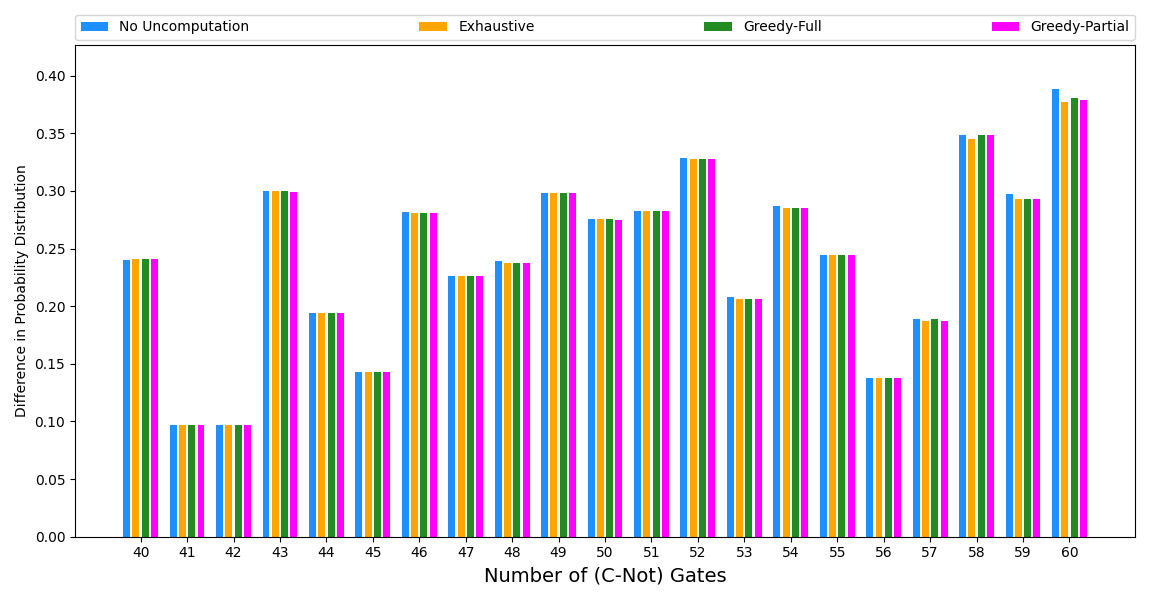 No Uncomputation Exhaustive Greedy-Full Greedy-Partial
Difference in Probability Distribution
0.40
0.35
0.30
0.25
0.20
0.15
0.10
0.05
0.00
40 41 42 43 44 45 46 47 48 49 50 51 52 53 54 55 56 57 58 59 60
Number of (C-Not) Gates